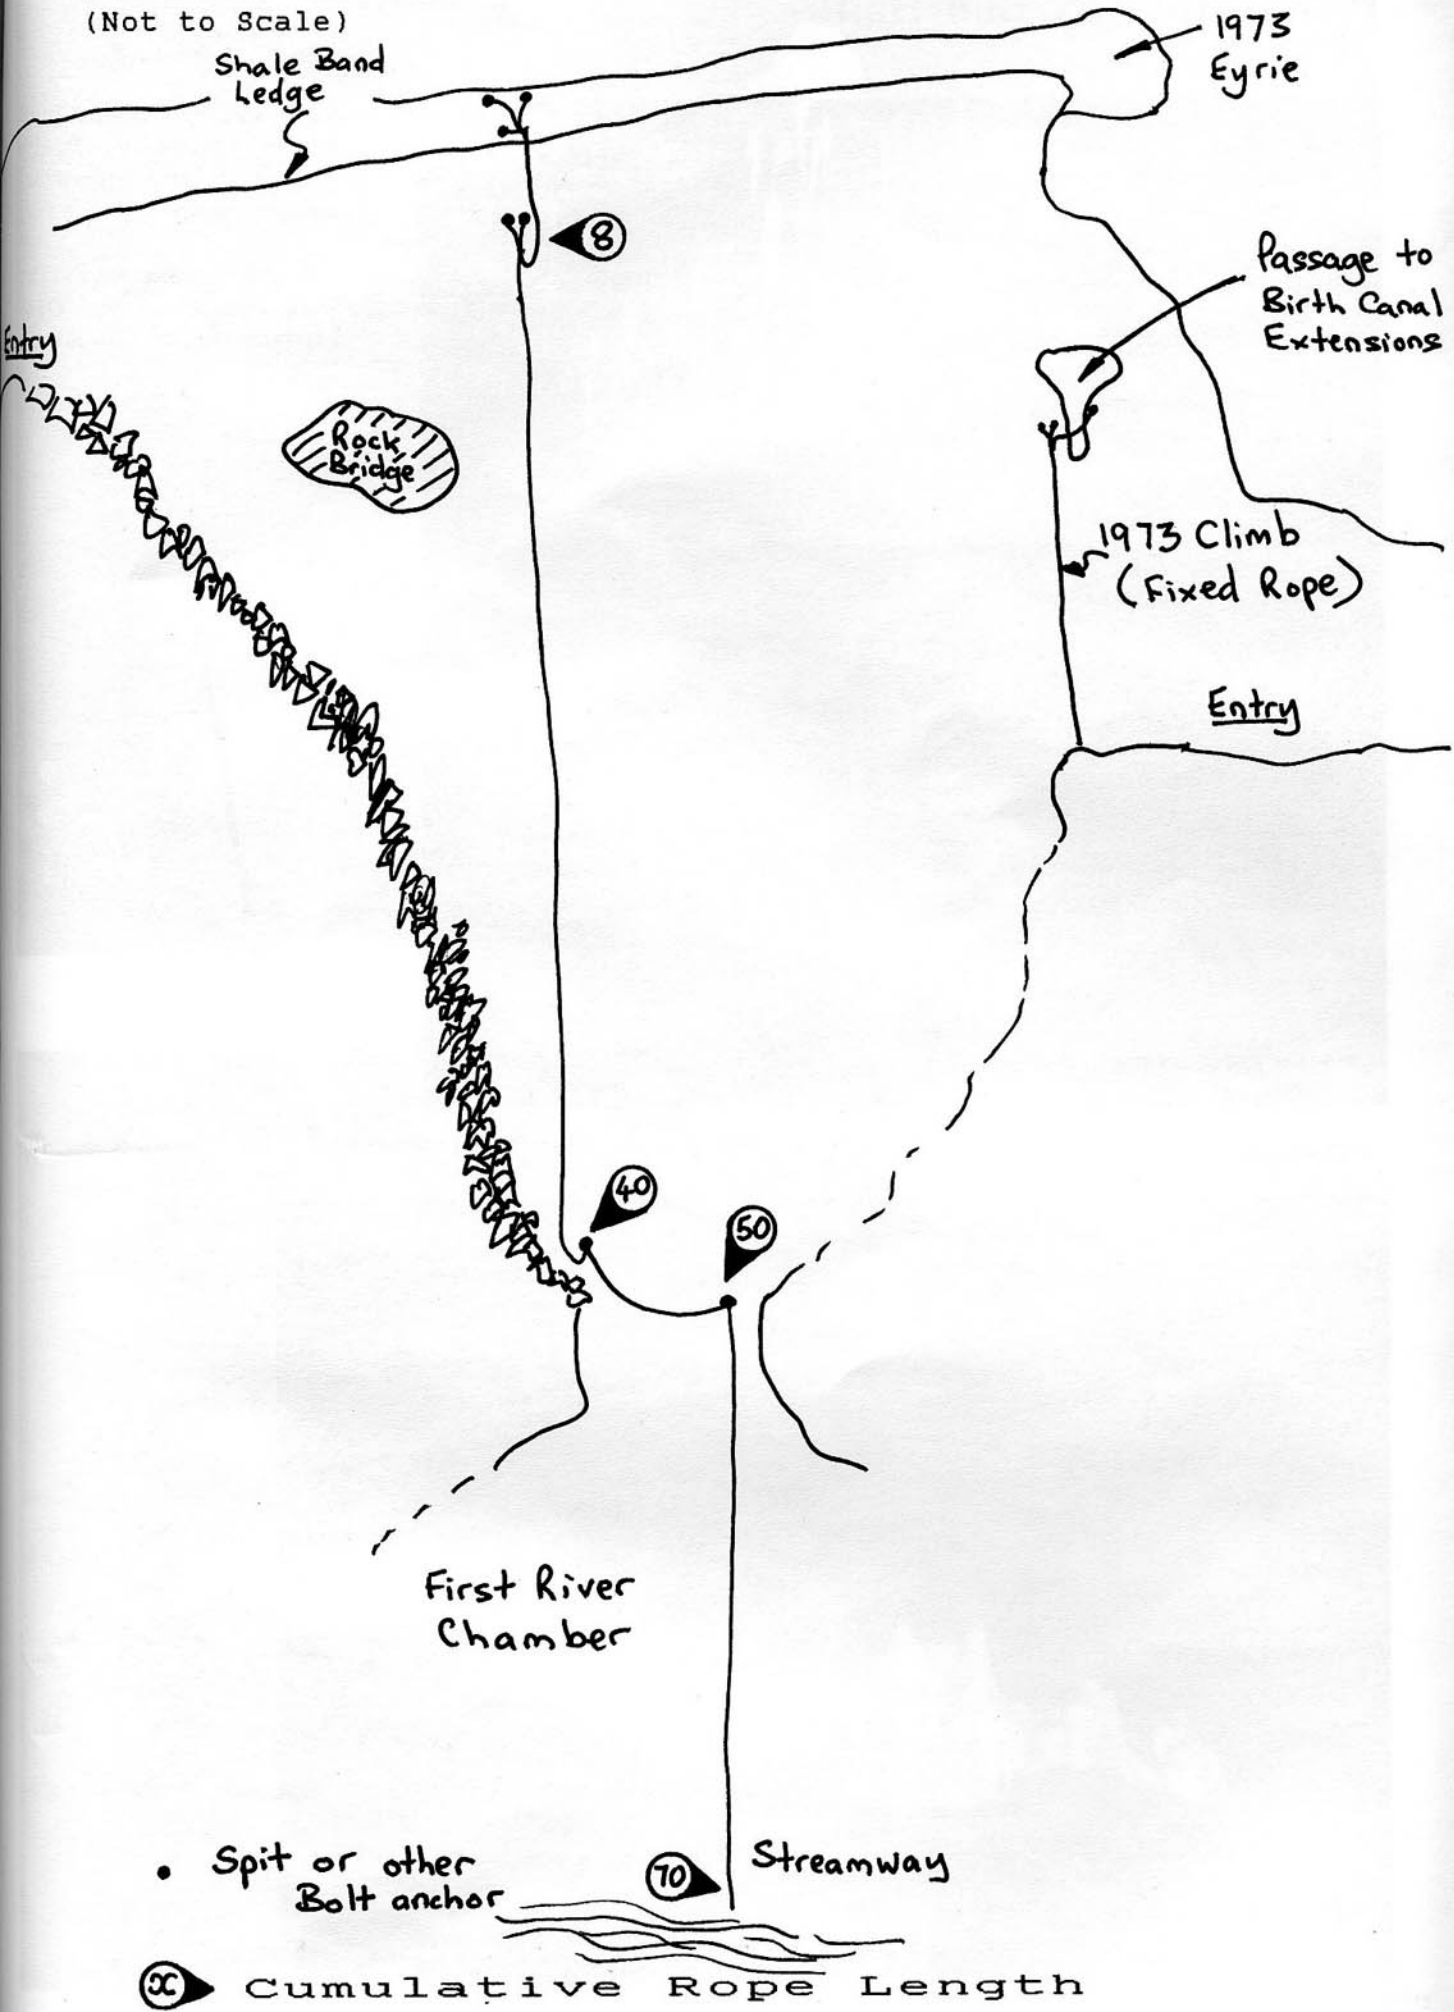 (Not to Scale)
Shale Band
Ledge
1973
Eyrie
8
Passage to
Birth Canal
Extensions
Entry
Rock
Bridge
1973 Climb
(Fixed Rope)
Entry
40
50
First River
Chamber
Streamway
70
• Spit or other
Bolt anchor
x Cumulative Rope Length